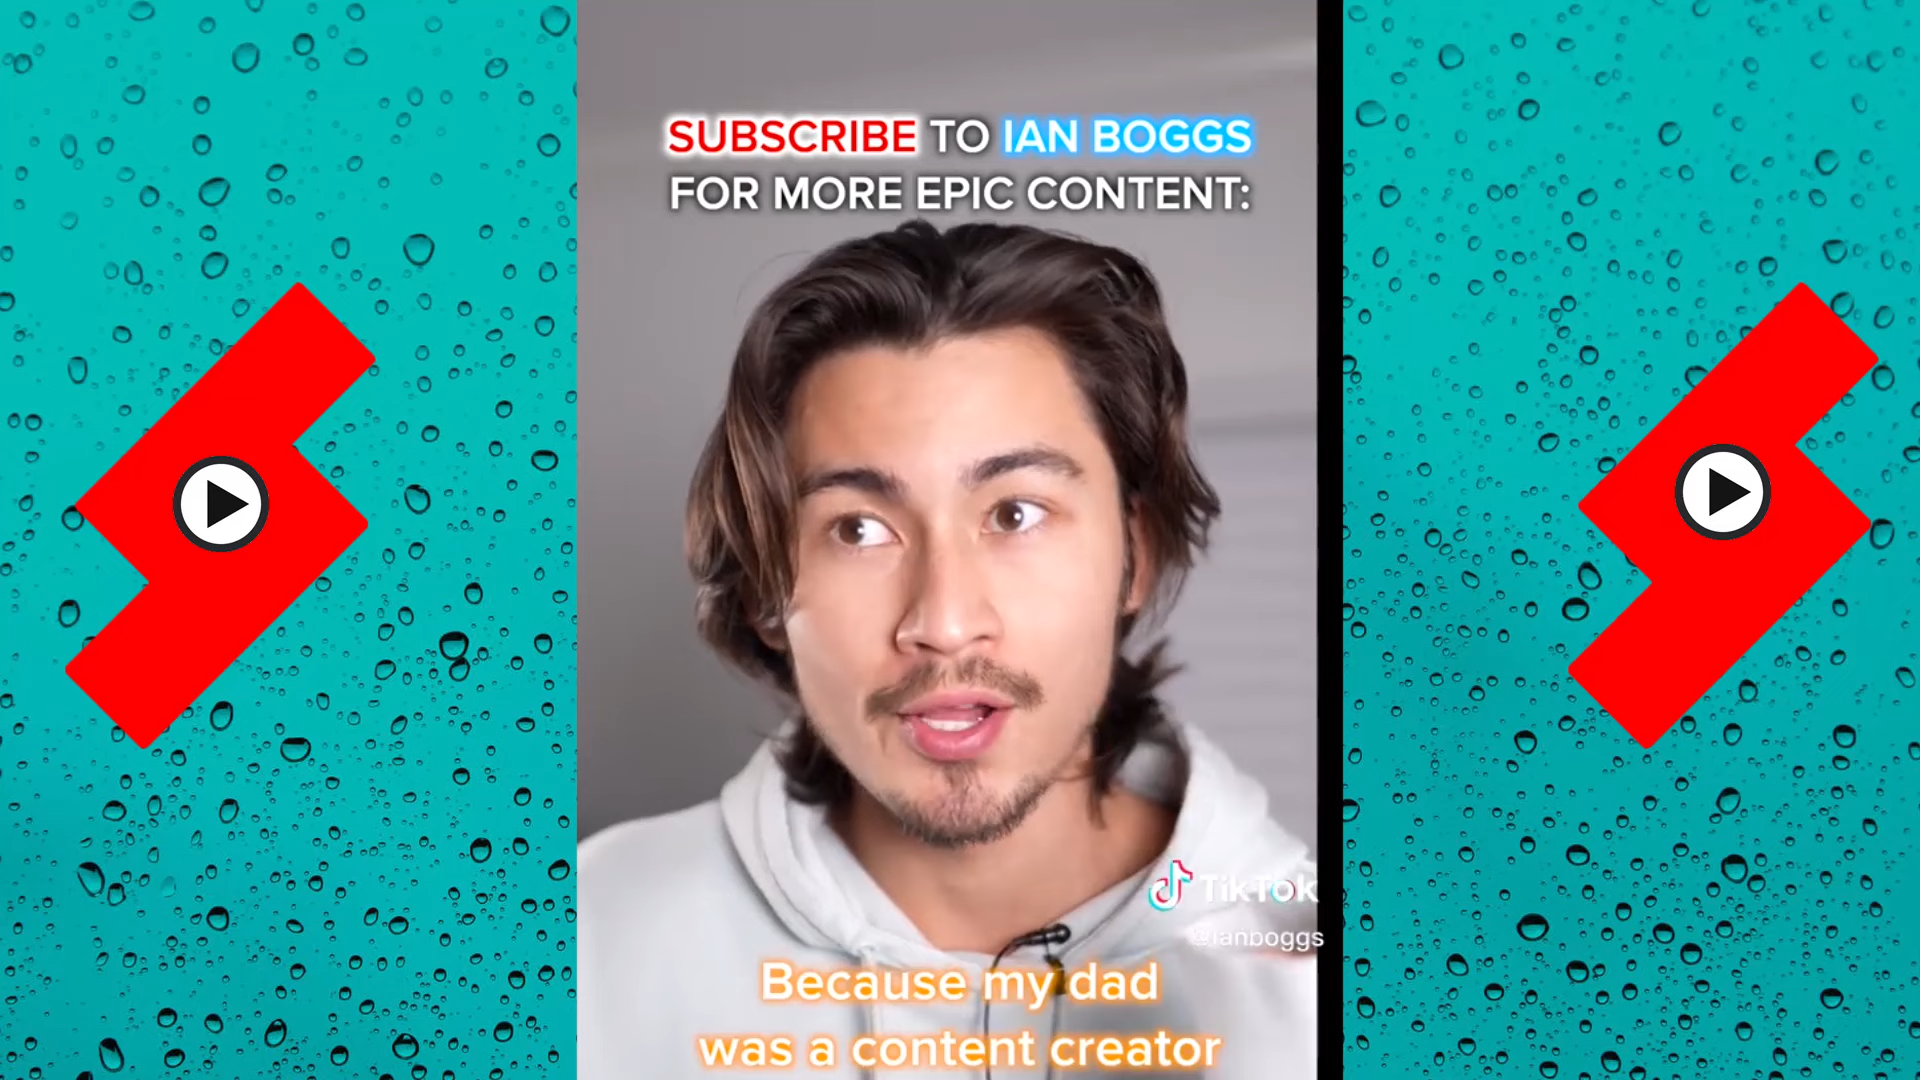 SUBSCRIBE TO IAN BOGGS
FOR MORE EPIC CONTENT:
TikTok
@ianboggs
Because my dad
was a content creator